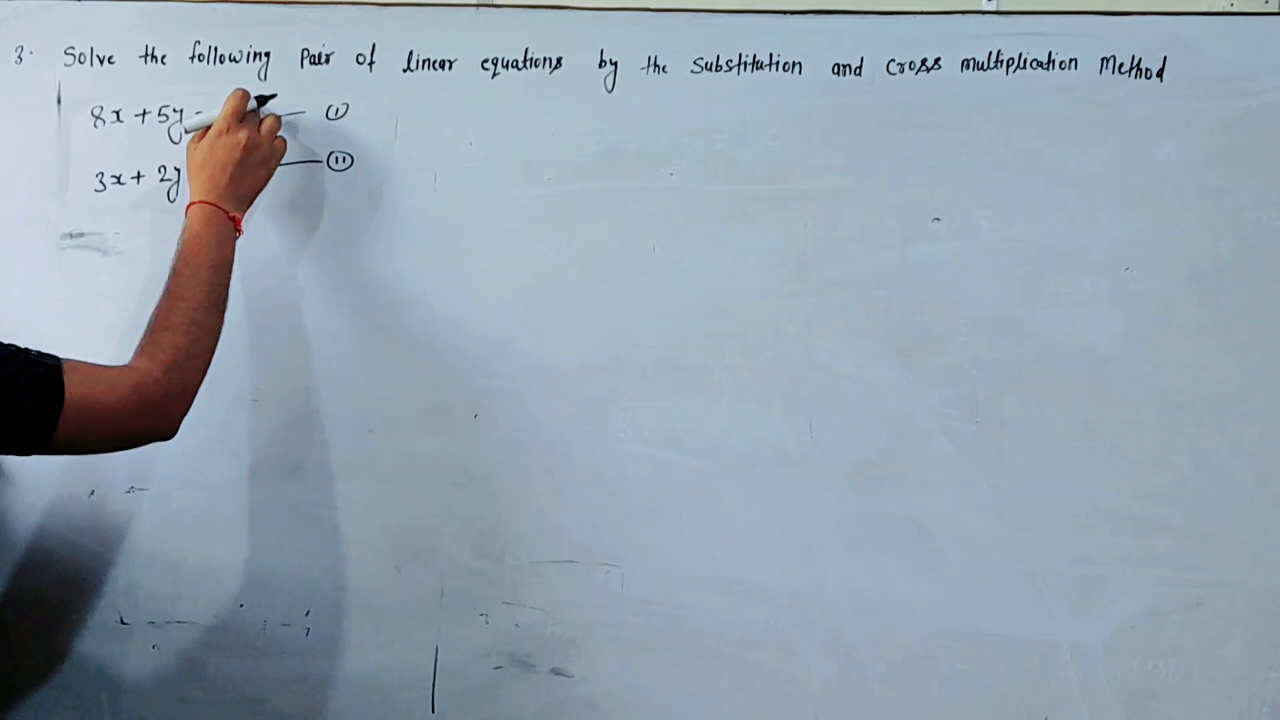 3. Solve the following Pair of linear equations by the Substitution and Cross multiplication Method
8x + 5y = — (I)
3x + 2y — (II)